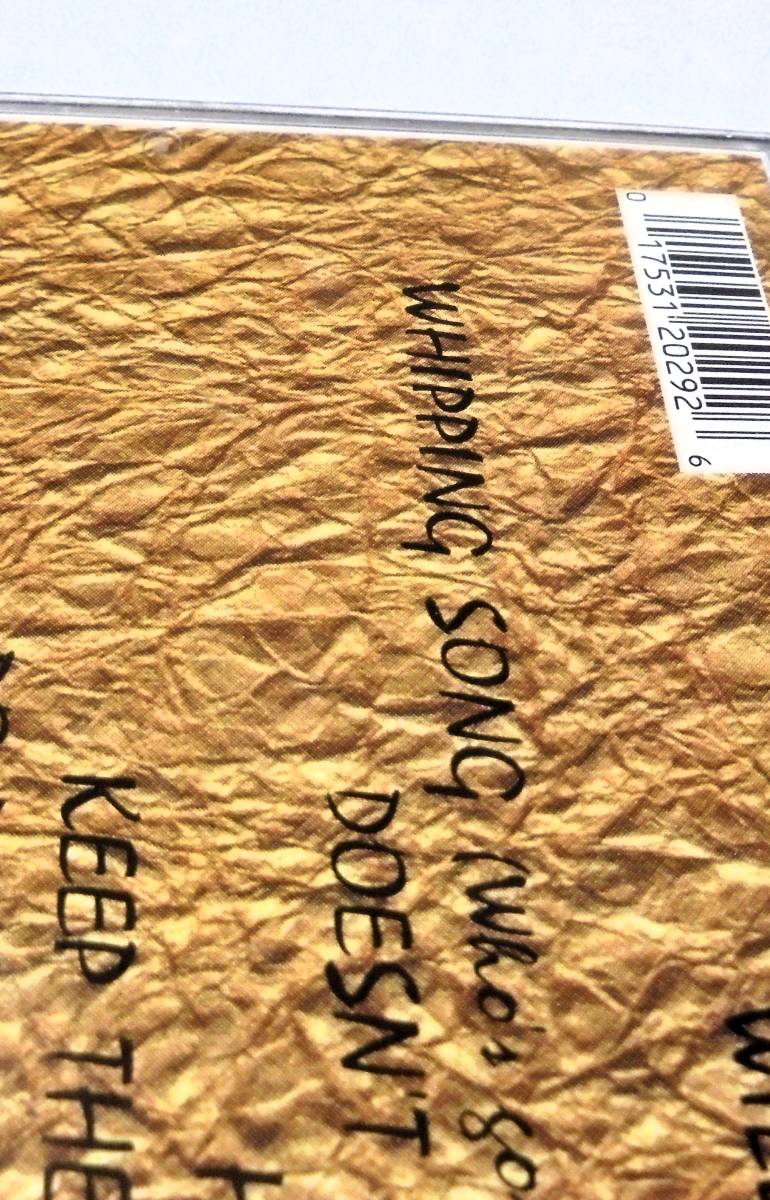 0 17531 20292 6
WHIPPING SONG (Who's go
DOESN'T
KEEP THE